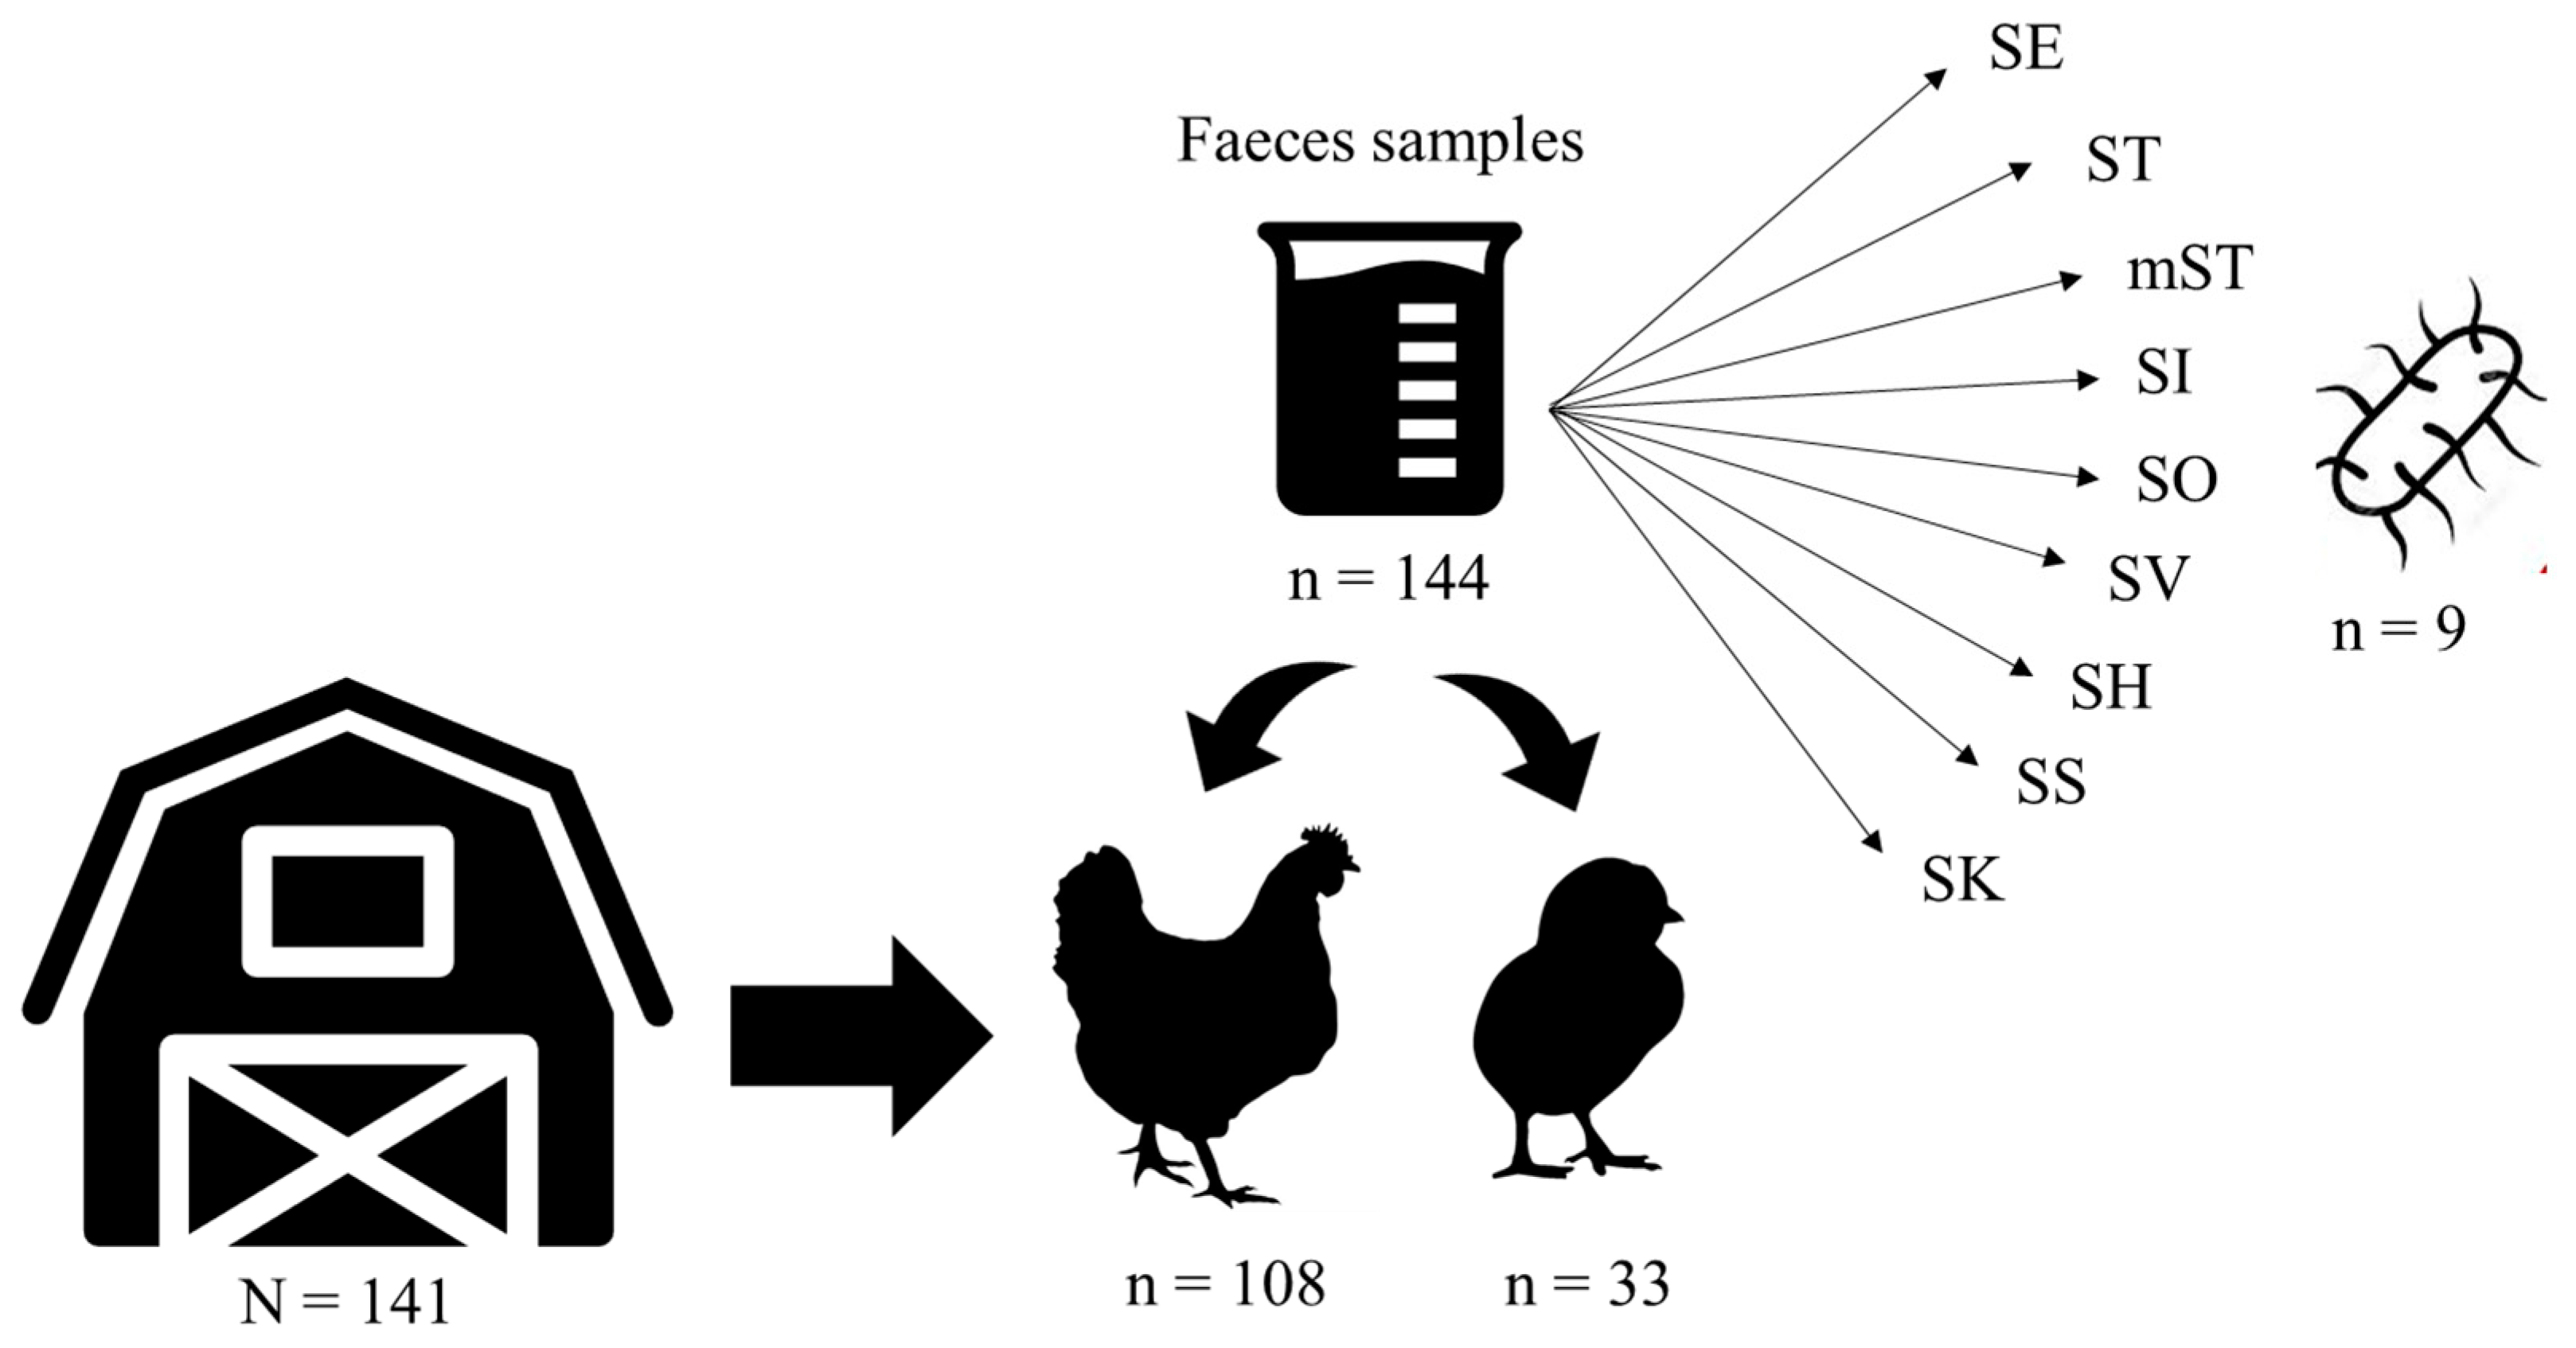 SE
Faeces samples
ST
mST
SI
SO
n = 144
SV
n = 9
SH
SS
SK
n = 108
n = 33
N = 141